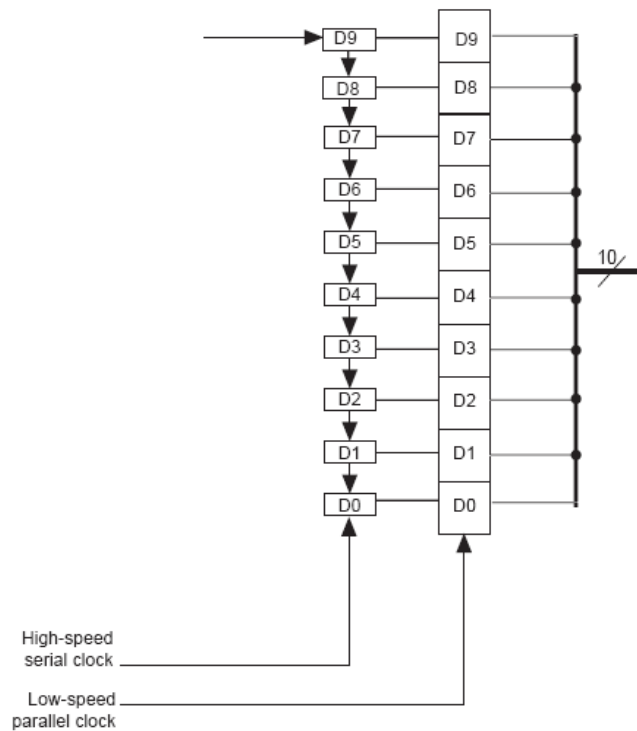 D9 D9
D8 D8
D7 D7
D6 D6
D5 D5
10
D4 D4
D3 D3
D2 D2
D1 D1
D0 D0
High-speed
serial clock
Low-speed
parallel clock